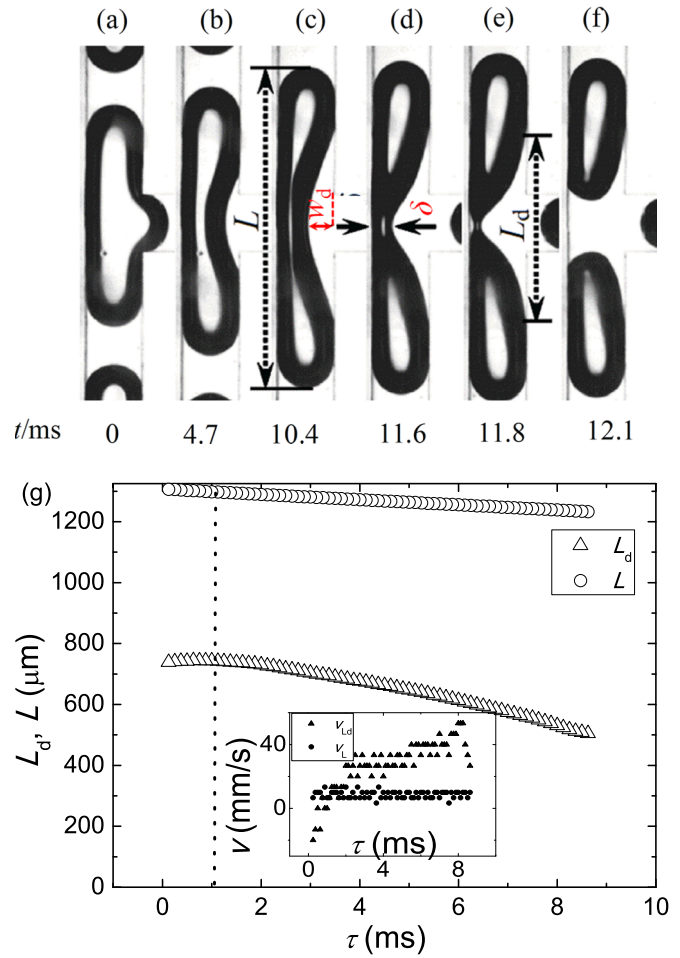 (a) (b) (c) (d) (e) (f)
L
w_d
δ
L_d
t/ms 0 4.7 10.4 11.6 11.8 12.1
(g)
1200
1000
800
600
400
200
0
L_d, L (μm)
L_d
L
v_Ld
v_L
40
0
v (mm/s)
0 4 8
τ (ms)
0 2 4 6 8 10
τ (ms)